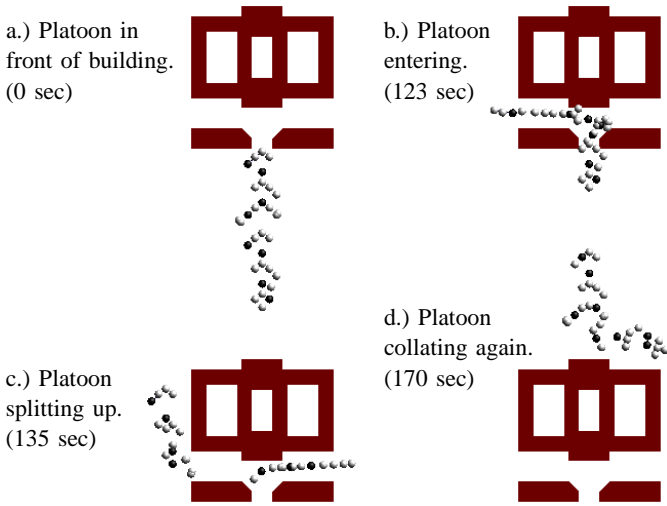 a.) Platoon in
front of building.
(0 sec)
b.) Platoon
entering.
(123 sec)
c.) Platoon
splitting up.
(135 sec)
d.) Platoon
collating again.
(170 sec)